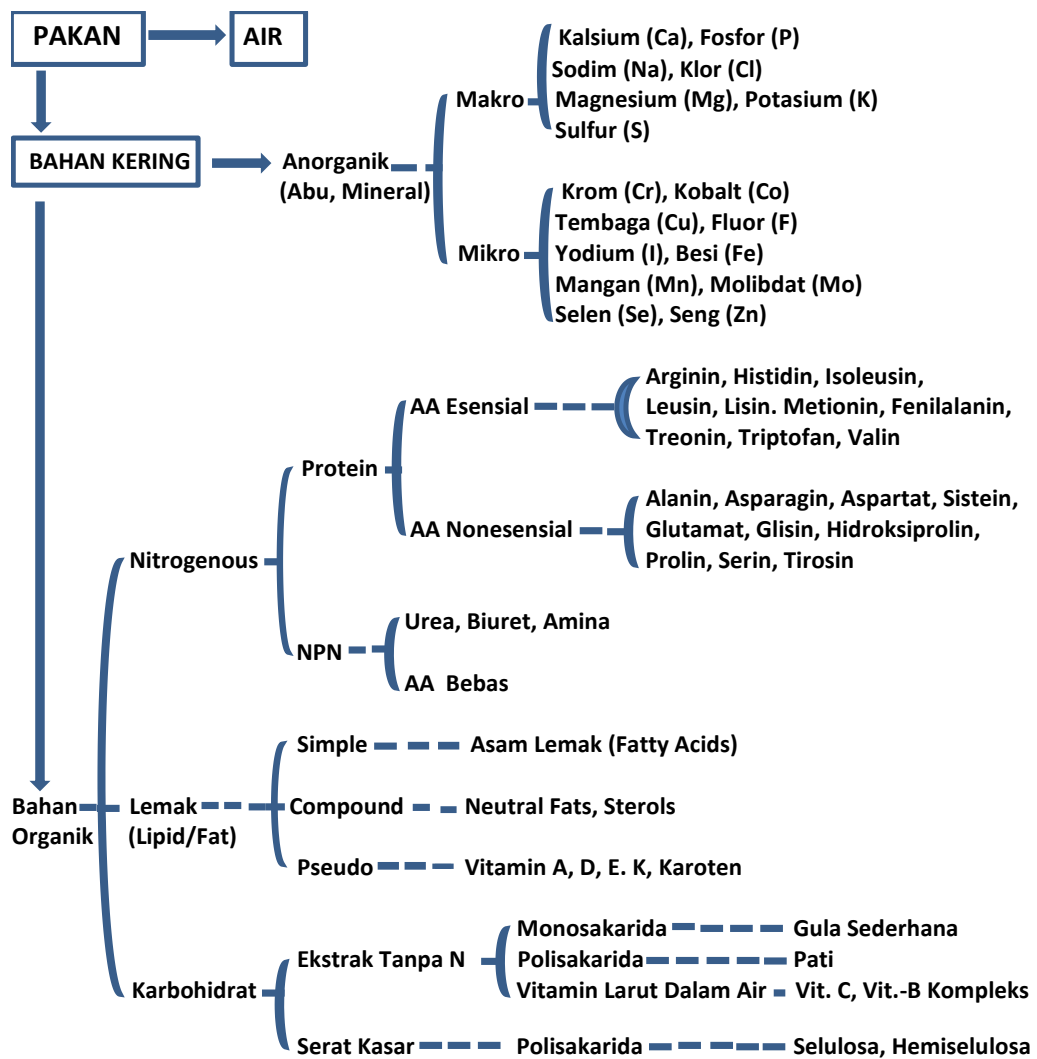 PAKAN
AIR
BAHAN KERING
Anorganik
(Abu, Mineral)
Makro
Kalsium (Ca), Fosfor (P)
Sodim (Na), Klor (Cl)
Magnesium (Mg), Potasium (K)
Sulfur (S)
Mikro
Krom (Cr), Kobalt (Co)
Tembaga (Cu), Fluor (F)
Yodium (I), Besi (Fe)
Mangan (Mn), Molibdat (Mo)
Selen (Se), Seng (Zn)
Bahan
Organik
Nitrogenous
Protein
AA Esensial
Arginin, Histidin, Isoleusin,
Leusin, Lisin. Metionin, Fenilalanin,
Treonin, Triptofan, Valin
AA Nonesensial
Alanin, Asparagin, Aspartat, Sistein,
Glutamat, Glisin, Hidroksiprolin,
Prolin, Serin, Tirosin
NPN
Urea, Biuret, Amina
AA Bebas
Lemak
(Lipid/Fat)
Simple
Asam Lemak (Fatty Acids)
Compound
Neutral Fats, Sterols
Pseudo
Vitamin A, D, E. K, Karoten
Karbohidrat
Ekstrak Tanpa N
Monosakarida
Gula Sederhana
Polisakarida
Pati
Vitamin Larut Dalam Air
Vit. C, Vit.-B Kompleks
Serat Kasar
Polisakarida
Selulosa, Hemiselulosa